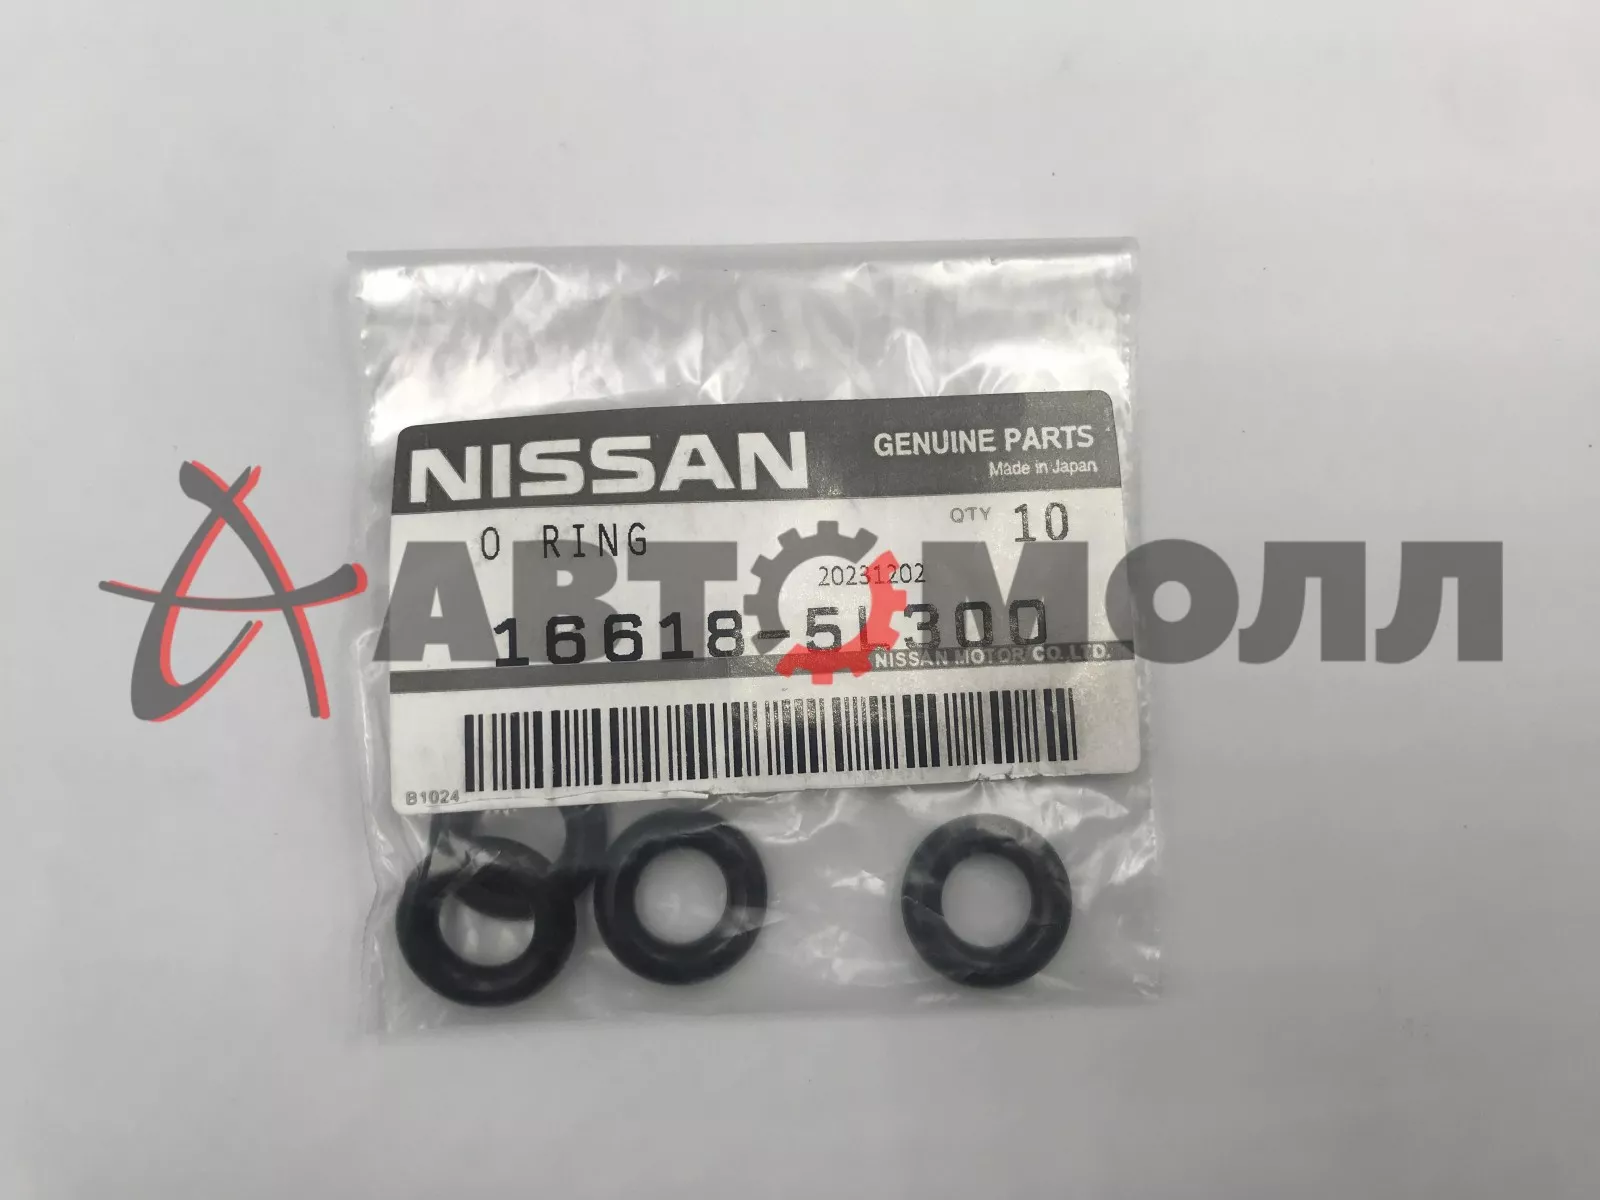 NISSAN
GENUINE PARTS
Made in Japan
O RING
QTY 10
20231202
16618-5L300
NISSAN MOTOR CO., LTD.
B1024
АВТОМОЛЛ